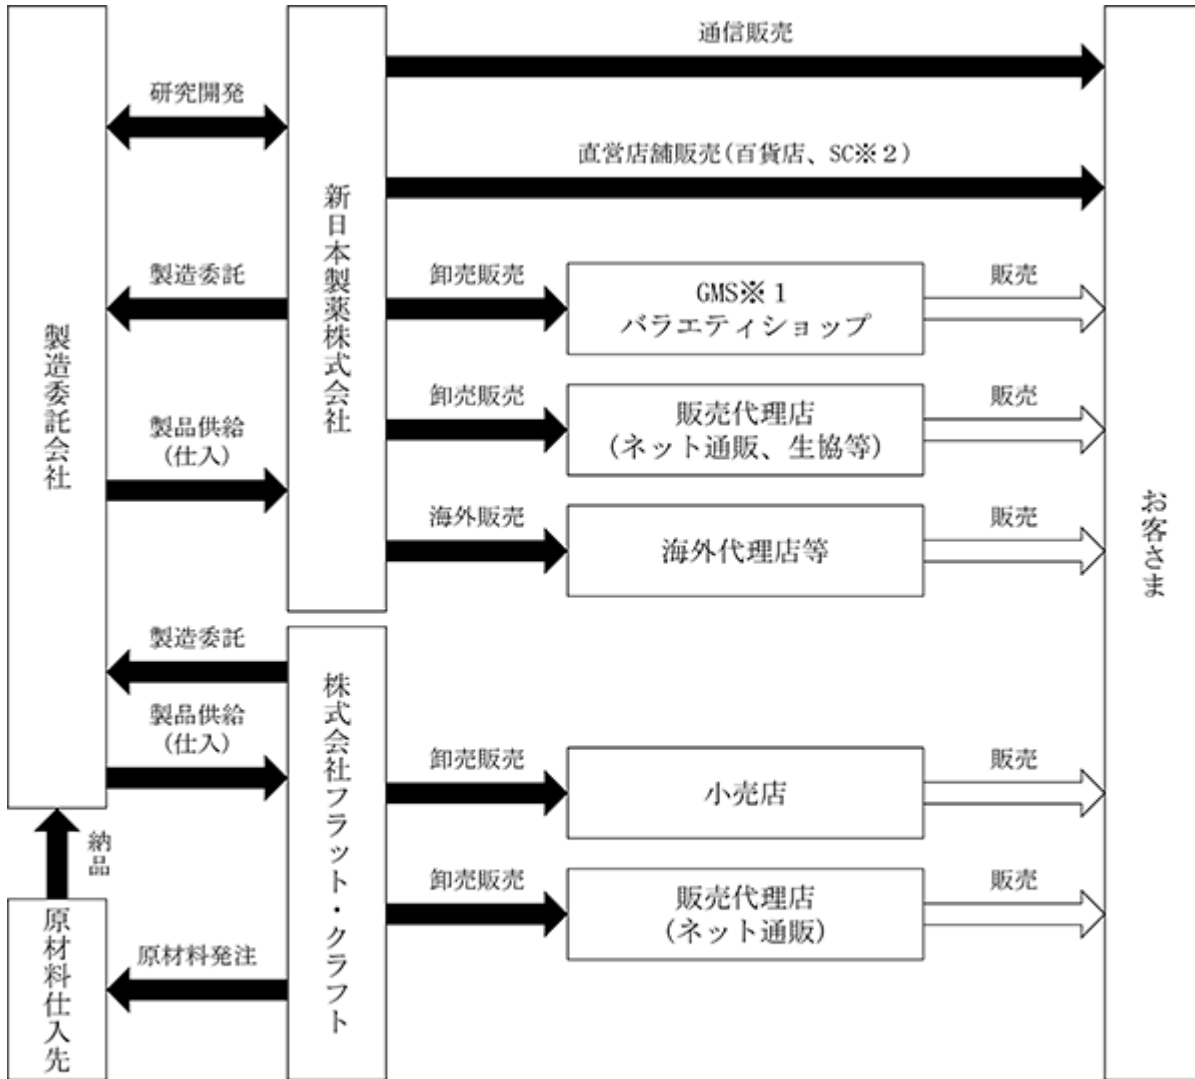 通信販売
研究開発
直営店舗販売(百貨店、SC※2)
新日本製薬株式会社
製造委託
卸売販売
GMS※1
バラエティショップ
販売
製造委託会社
卸売販売
販売代理店
(ネット通販、生協等)
販売
製品供給
(仕入)
海外販売
海外代理店等
販売
お客さま
製造委託
株式会社フラット・クラフト
製品供給
(仕入)
卸売販売
小売店
販売
納品
卸売販売
販売代理店
(ネット通販)
販売
原材料仕入先
原材料発注